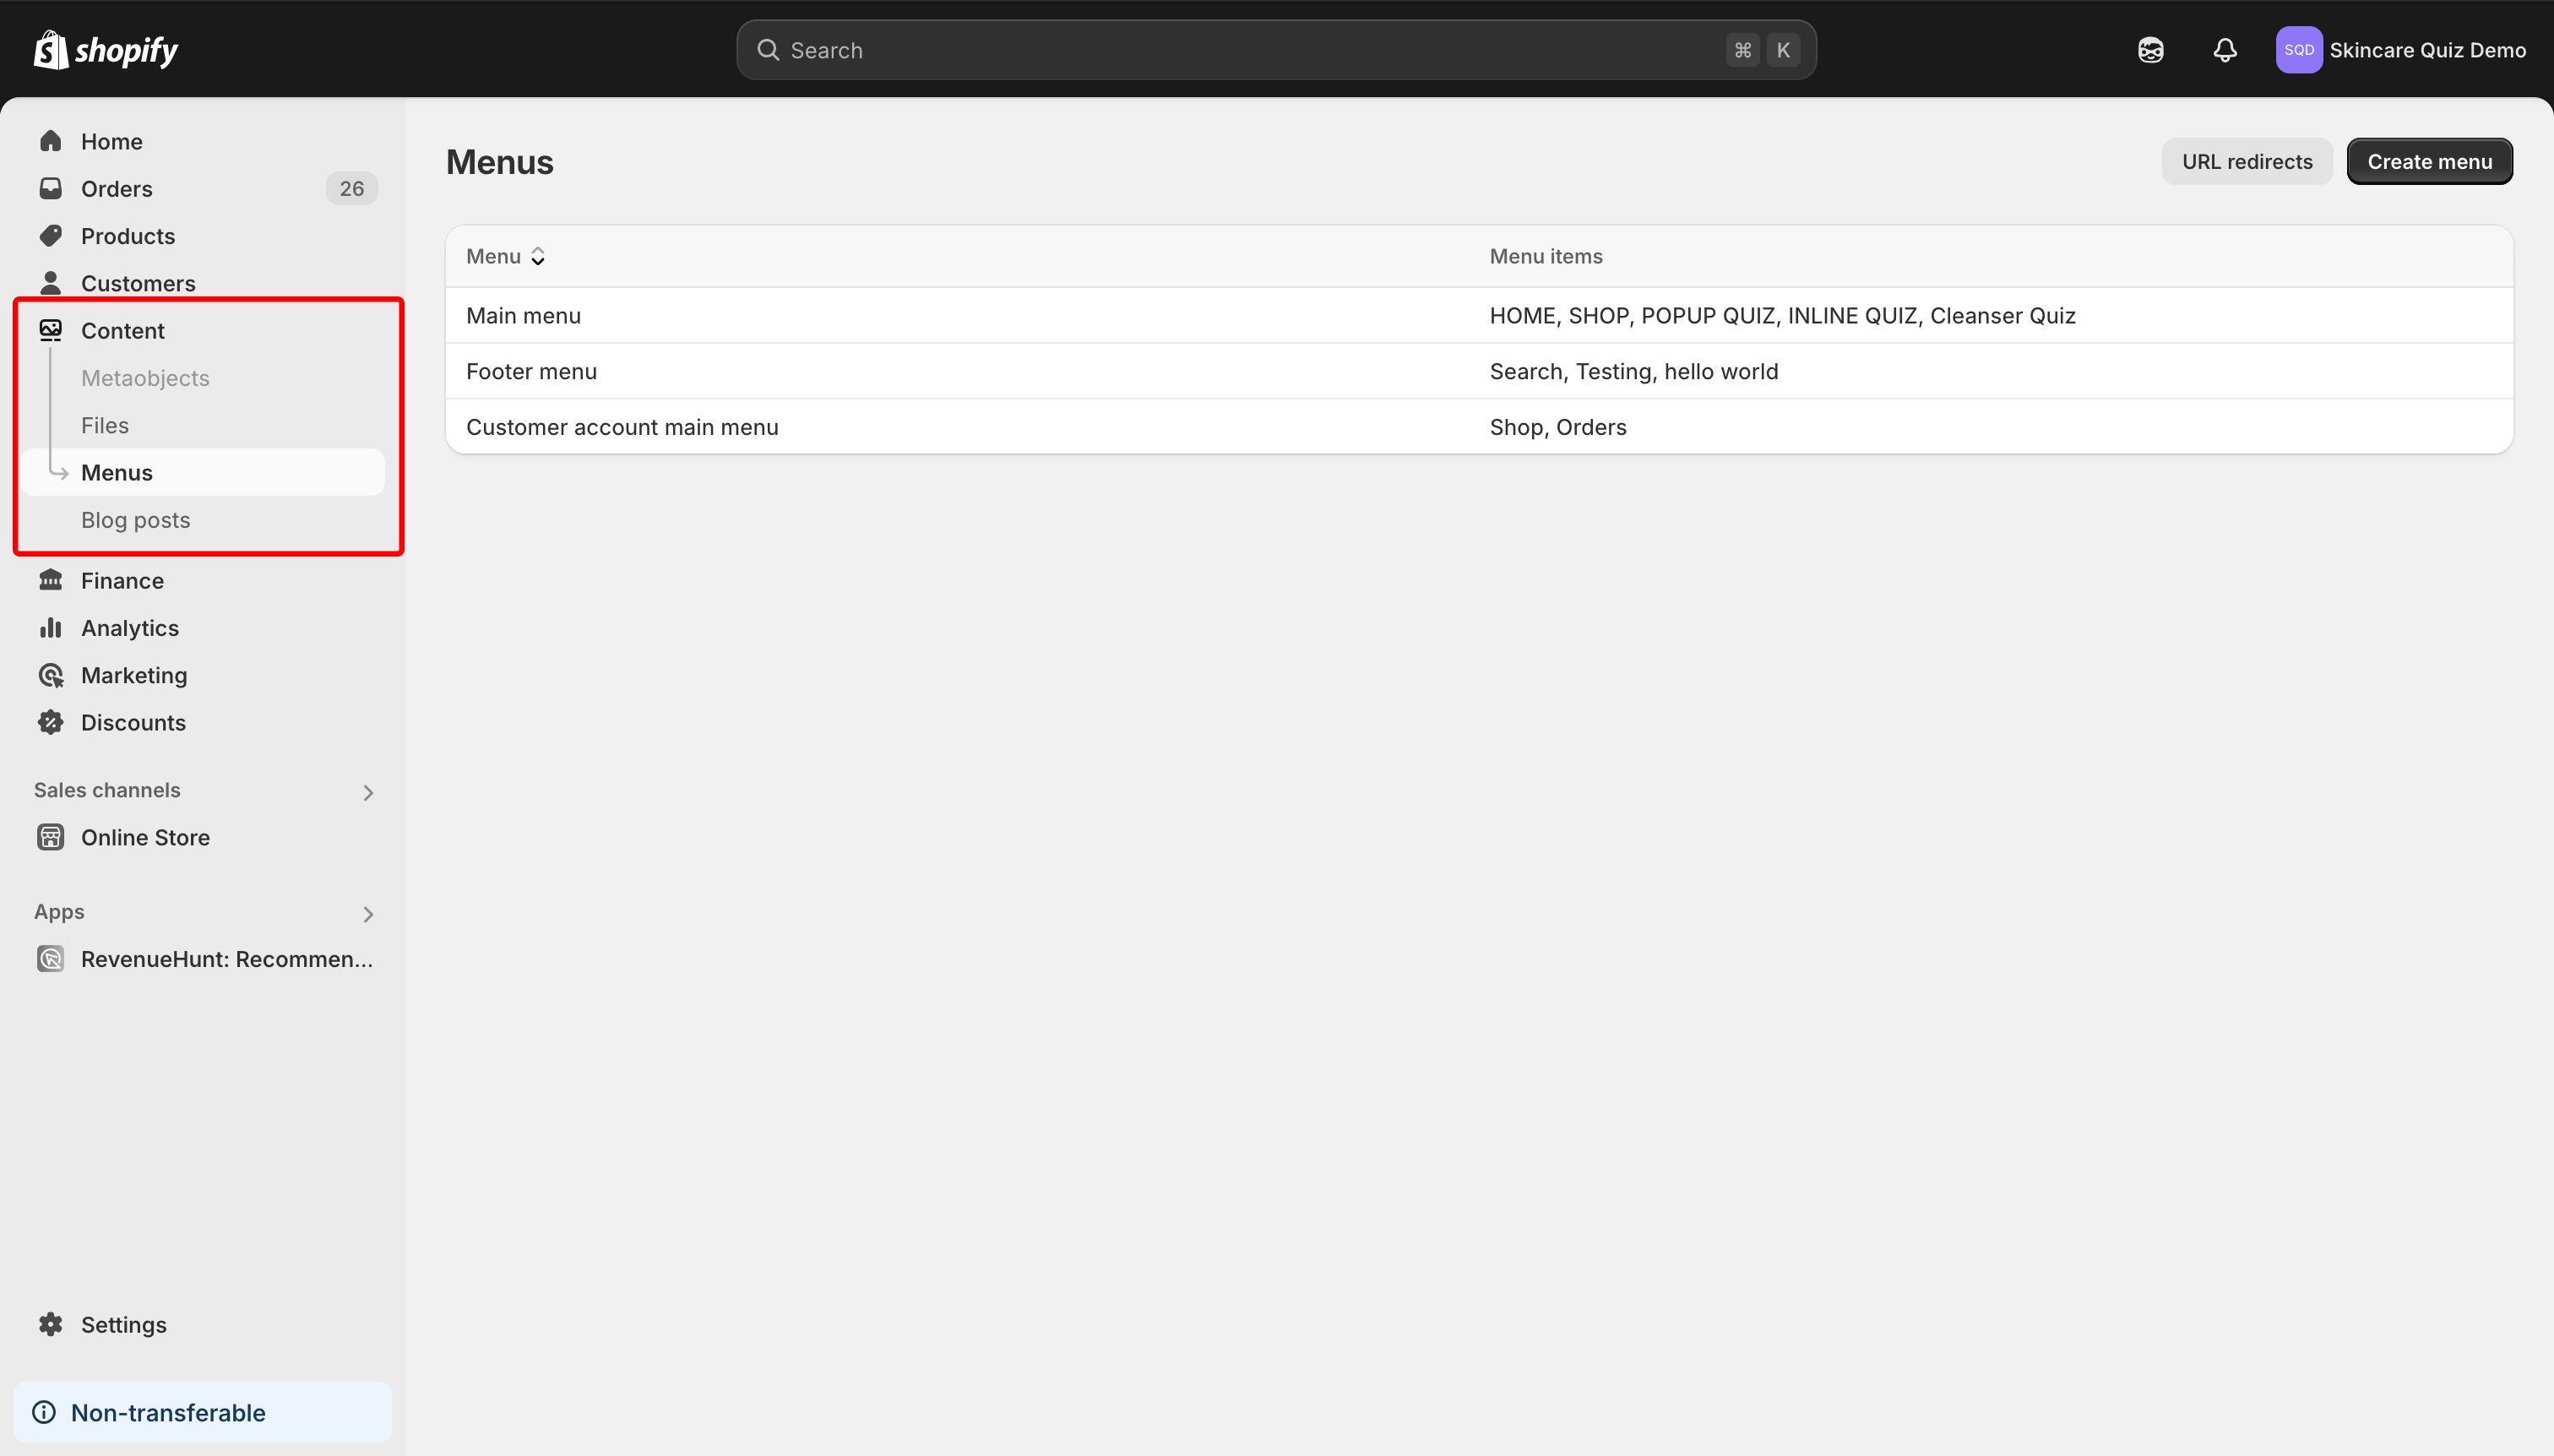 shopify
Search
⌘ K
SQD
Skincare Quiz Demo
Home
Orders
26
Products
Customers
Content
Metaobjects
Files
Menus
Blog posts
Finance
Analytics
Marketing
Discounts
Sales channels
Online Store
Apps
RevenueHunt: Recommen...
Settings
Non-transferable
Menus
URL redirects
Create menu
Menu
Menu items
Main menu
HOME, SHOP, POPUP QUIZ, INLINE QUIZ, Cleanser Quiz
Footer menu
Search, Testing, hello world
Customer account main menu
Shop, Orders